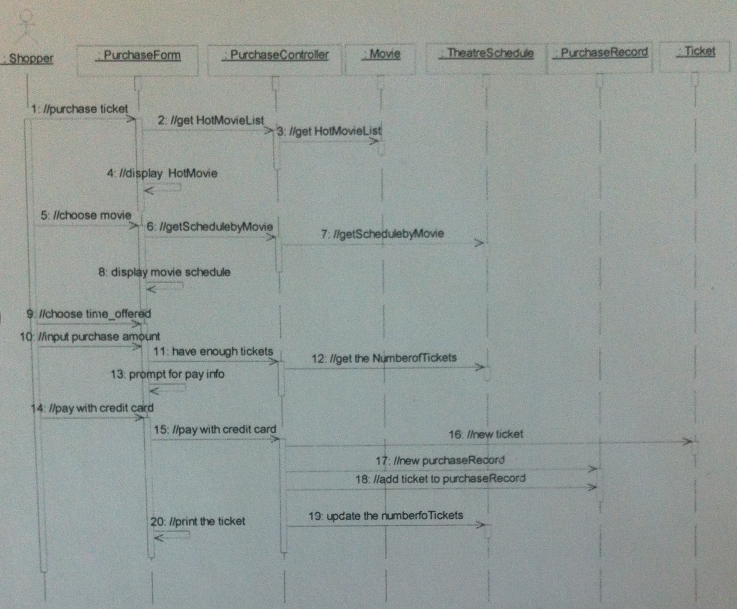 : Shopper
: PurchaseForm
: PurchaseController
: Movie
: TheatreSchedule
: PurchaseRecord
: Ticket
1: //purchase ticket
2: //get HotMovieList
3: //get HotMovieList
4: //display HotMovie
5: //choose movie
6: //getSchedulebyMovie
7: //getSchedulebyMovie
8: display movie schedule
9: //choose time_offered
10: //input purchase amount
11: have enough tickets
12: //get the NumberofTickets
13: prompt for pay info
14: //pay with credit card
15: //pay with credit card
16: //new ticket
17: //new purchaseRecord
18: //add ticket to purchaseRecord
19: update the numberfoTickets
20: //print the ticket